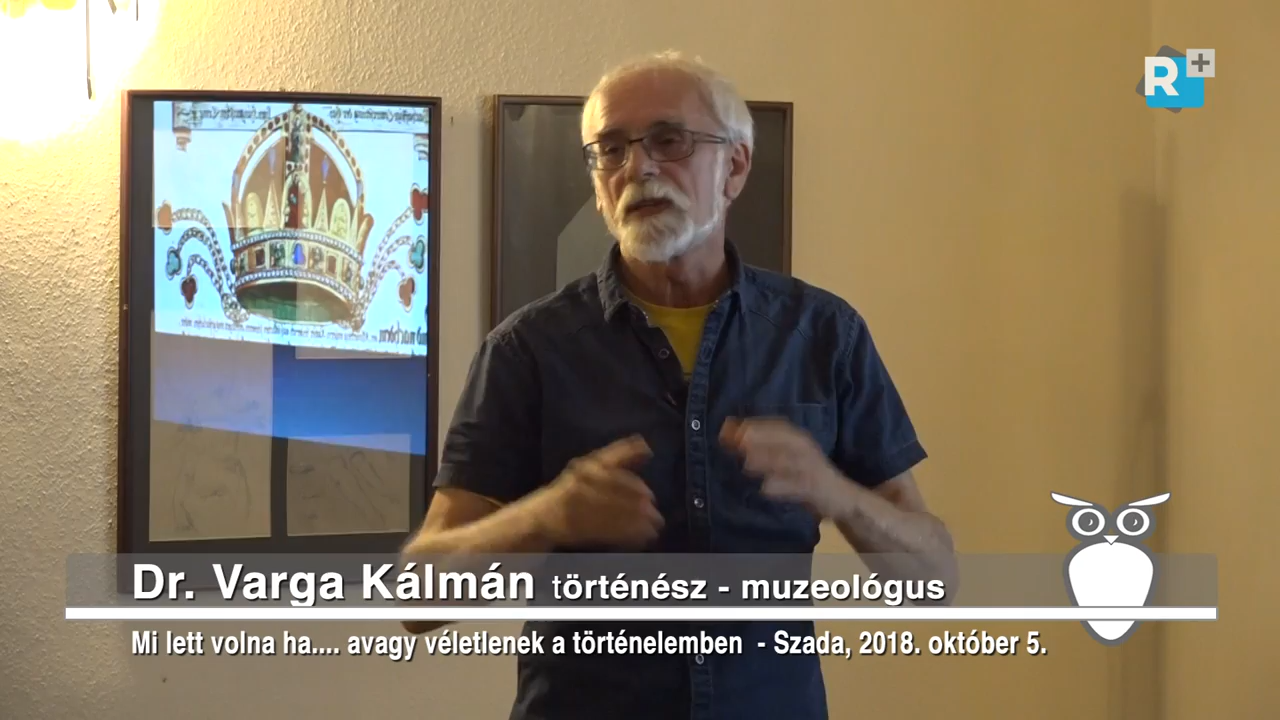 R+
Dr. Varga Kálmán történész - muzeológus
Mi lett volna ha.... avagy véletlenek a történelemben - Szada, 2018. október 5.